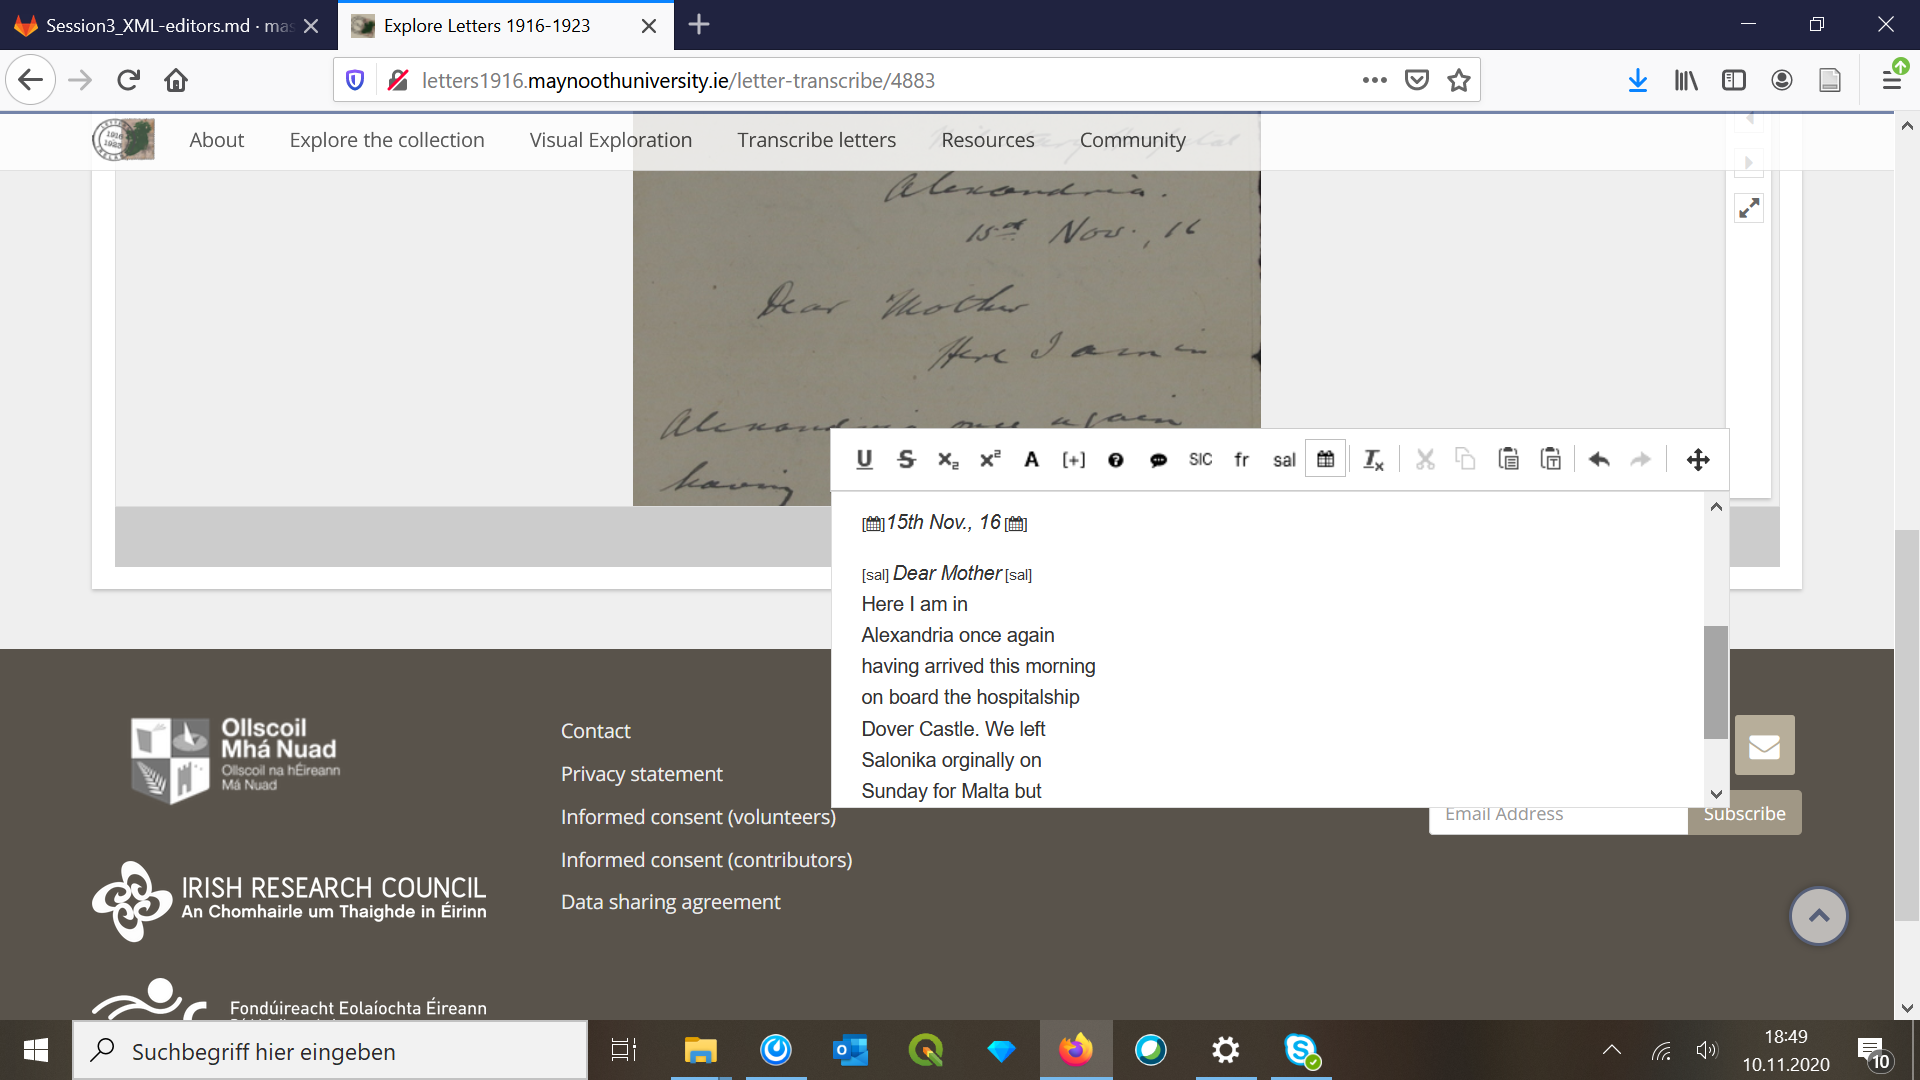 Session3_XML-editors.md · mas
Explore Letters 1916-1923
letters1916.maynoothuniversity.ie/letter-transcribe/4883
About
Explore the collection
Visual Exploration
Transcribe letters
Resources
Community
Alexandria.
15th Nov., 16
Dear Mother
Here I am in
Alexandria once again
having
U S x₂ x² A [+] SIC fr sal
15th Nov., 16
[sal] Dear Mother [sal]
Here I am in
Alexandria once again
having arrived this morning
on board the hospitalship
Dover Castle. We left
Salonika orginally on
Sunday for Malta but
Ollscoil
Mhá Nuad
Ollscoil na hÉireann
Má Nuad
IRISH RESEARCH COUNCIL
An Chomhairle um Thaighde in Éirinn
Fondúireacht Eolaíochta Éireann
Contact
Privacy statement
Informed consent (volunteers)
Informed consent (contributors)
Data sharing agreement
Email Address
Subscribe
Suchbegriff hier eingeben
18:49
10.11.2020
10